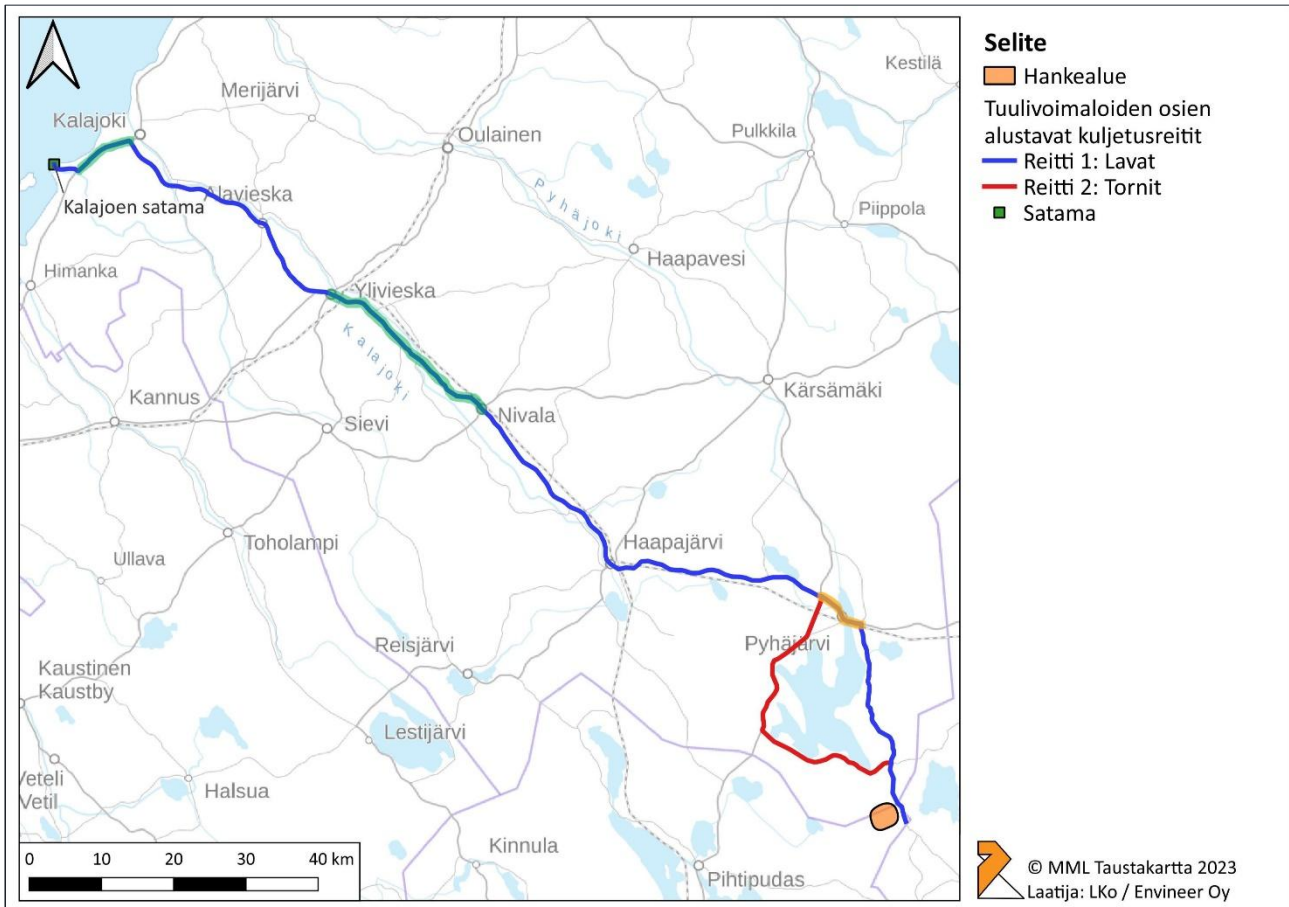 Kestilä
Merijärvi
Kalajoki
Oulainen
Pulkkila
Alavieska
Kalajoen satama
Pyhäjoki
Piippola
Haapavesi
Himanka
Ylivieska
Kalajoki
Kärsämäki
Kannus
Sievi
Nivala
Toholampi
Haapajärvi
Ullava
Reisjärvi
Pyhäjärvi
Kaustinen
Kaustby
Lestijärvi
Veteli
Vetil
Halsua
Kinnula
Pihtipudas
0 10 20 30 40 km
Selite
Hankealue
Tuulivoimaloiden osien
alustavat kuljetusreitit
Reitti 1: Lavat
Reitti 2: Tornit
Satama
© MML Taustakartta 2023
Laatija: LKo / Envineer Oy